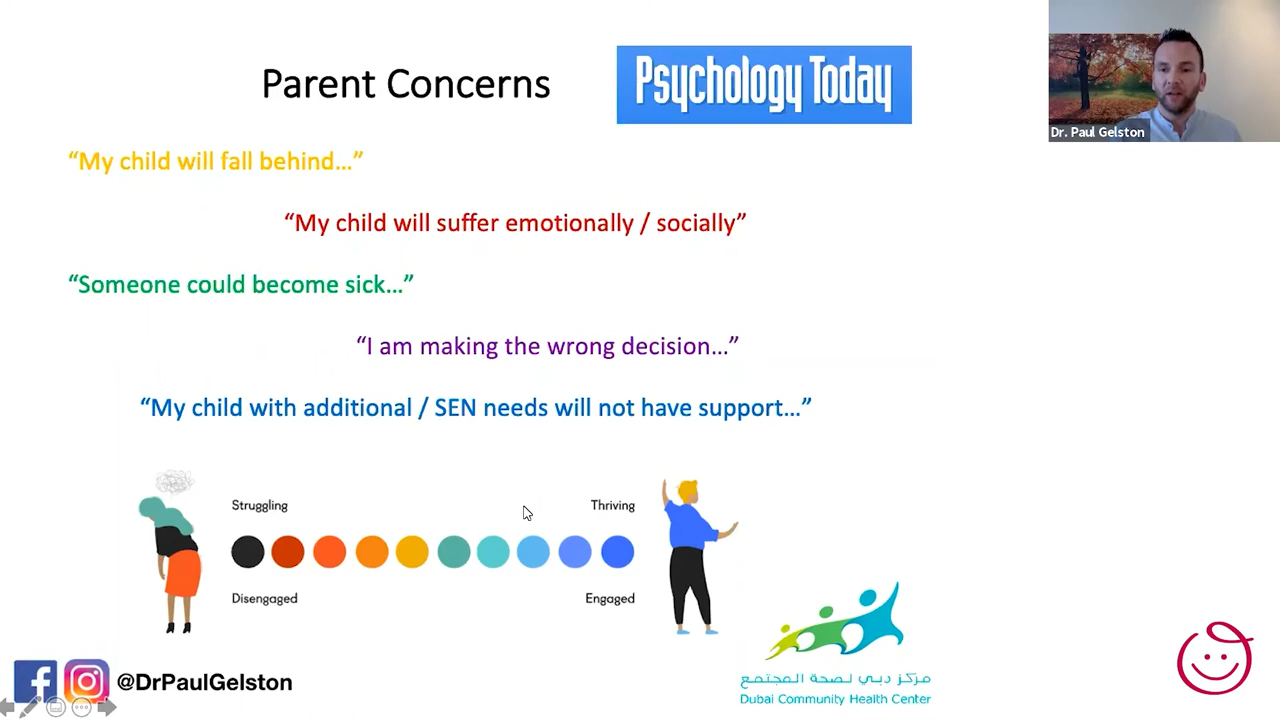 Parent Concerns
Psychology Today
Dr. Paul Gelston
“My child will fall behind…”
“My child will suffer emotionally / socially”
“Someone could become sick…”
“I am making the wrong decision…”
“My child with additional / SEN needs will not have support…”
Struggling
Thriving
Disengaged
Engaged
@DrPaulGelston
مركز دبي لصحة المجتمع
Dubai Community Health Center